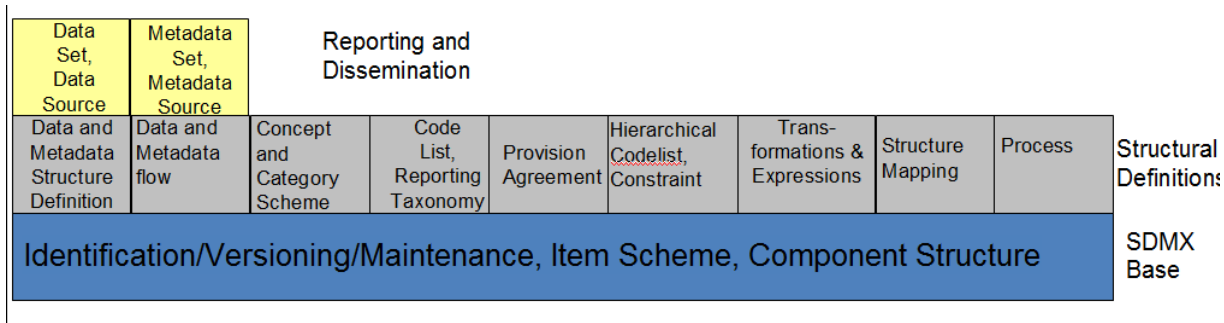 Data
Set,
Data
Source
Metadata
Set,
Metadata
Source
Reporting and
Dissemination
Data and
Metadata
Structure
Definition
Data and
Metadata
flow
Concept
and
Category
Scheme
Code
List,
Reporting
Taxonomy
Provision
Agreement
Hierarchical
Codelist,
Constraint
Trans-
formations &
Expressions
Structure
Mapping
Process
Structural
Definitions
Identification/Versioning/Maintenance, Item Scheme, Component Structure
SDMX
Base